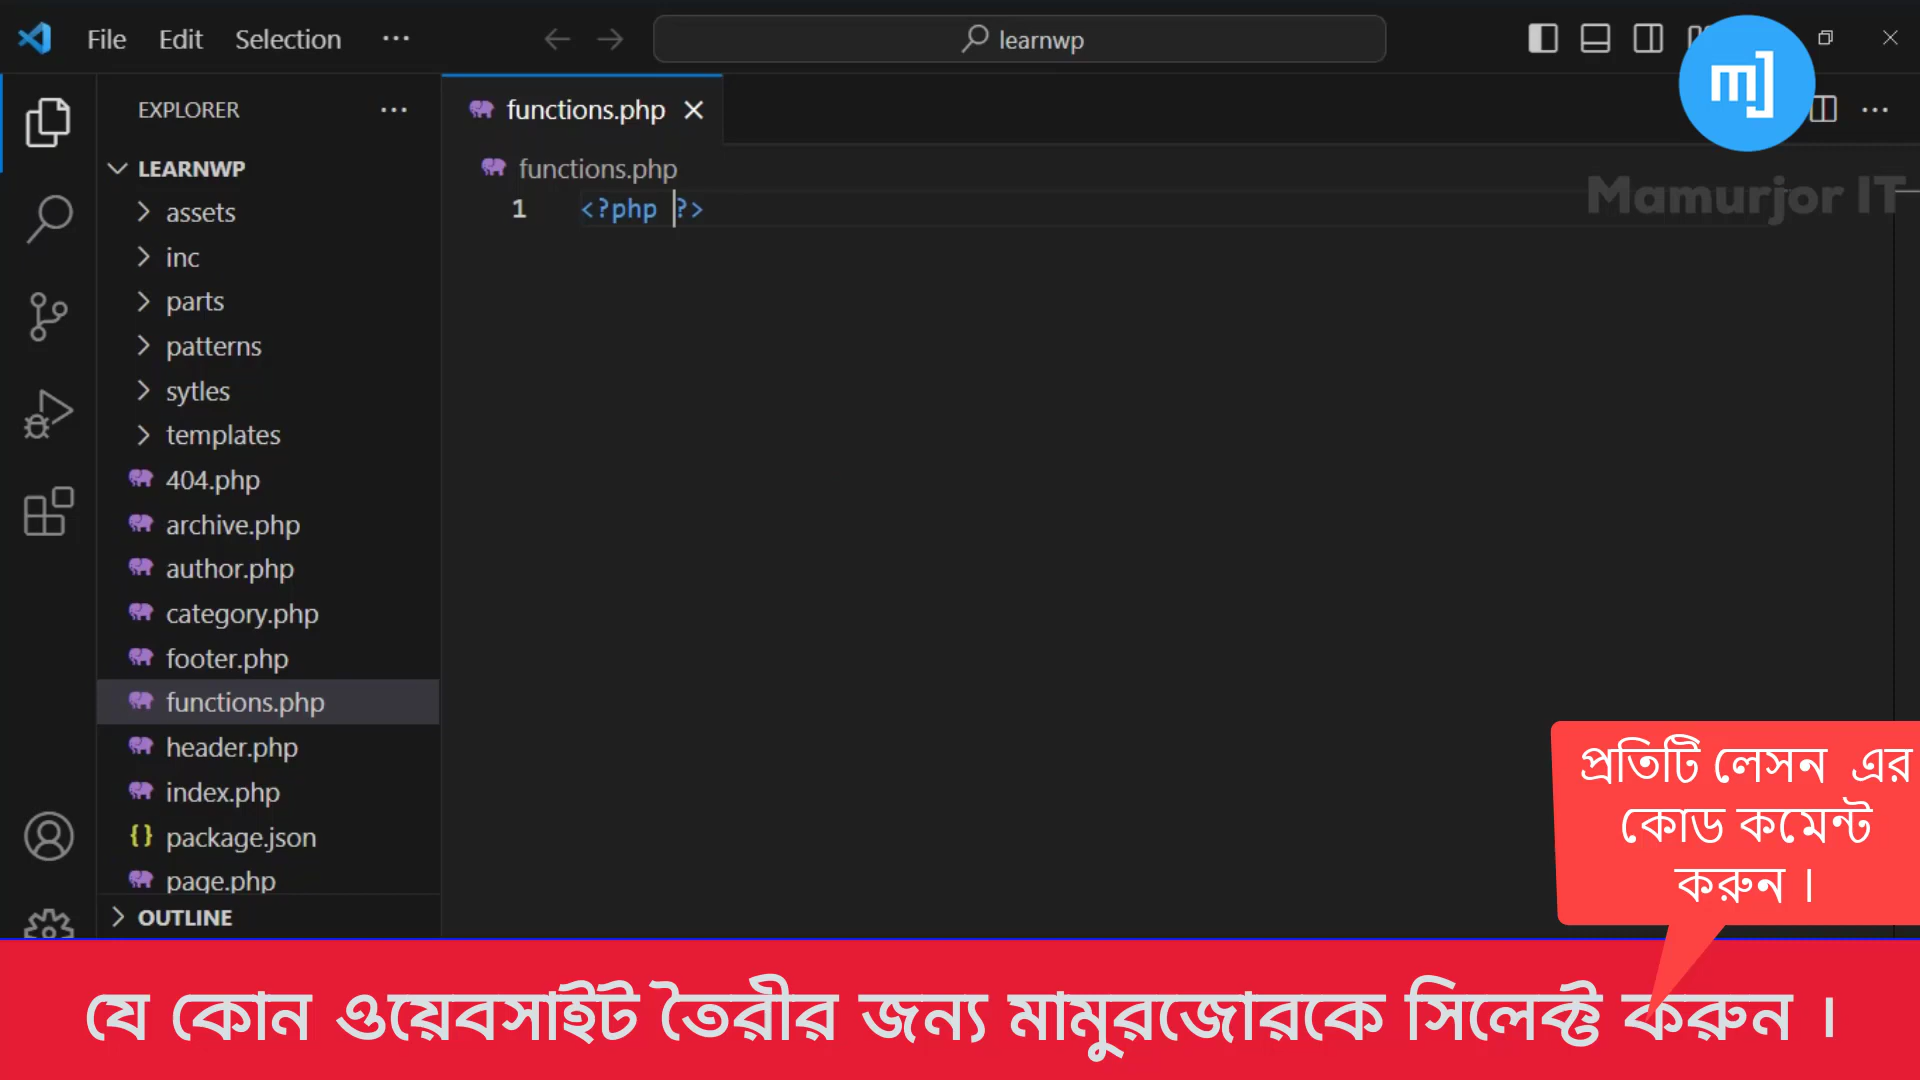 File Edit Selection ···
learnwp
EXPLORER ···
functions.php
m]
···
LEARNWP
functions.php
Mamurjor IT
assets
1 <?php ?>
inc
parts
patterns
sytles
templates
404.php
archive.php
author.php
category.php
footer.php
functions.php
header.php
index.php
{} package.json
page.php
OUTLINE
প্রতিটি লেসন এর
কোড কমেন্ট
করুন ।
যে কোন ওয়েবসাইট তৈরীর জন্য মামুরজোরকে সিলেক্ট করুন ।